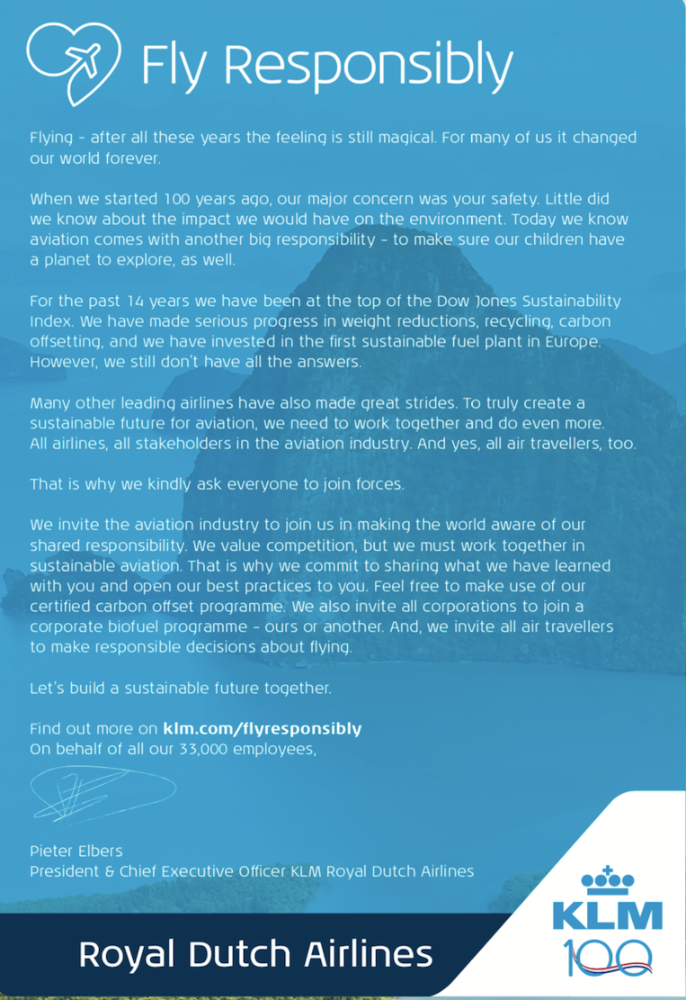 Fly Responsibly
Flying - after all these years the feeling is still magical. For many of us it changed
our world forever.
When we started 100 years ago, our major concern was your safety. Little did
we know about the impact we would have on the environment. Today we know
aviation comes with another big responsibility - to make sure our children have
a planet to explore, as well.
For the past 14 years we have been at the top of the Dow Jones Sustainability
Index. We have made serious progress in weight reductions, recycling, carbon
offsetting, and we have invested in the first sustainable fuel plant in Europe.
However, we still don't have all the answers.
Many other leading airlines have also made great strides. To truly create a
sustainable future for aviation, we need to work together and do even more.
All airlines, all stakeholders in the aviation industry. And yes, all air travellers, too.
That is why we kindly ask everyone to join forces.
We invite the aviation industry to join us in making the world aware of our
shared responsibility. We value competition, but we must work together in
sustainable aviation. That is why we commit to sharing what we have learned
with you and open our best practices to you. Feel free to make use of our
certified carbon offset programme. We also invite all corporations to join a
corporate biofuel programme - ours or another. And, we invite all air travellers
to make responsible decisions about flying.
Let's build a sustainable future together.
Find out more on klm.com/flyresponsibly
On behalf of all our 33,000 employees,
Pieter Elbers
President & Chief Executive Officer KLM Royal Dutch Airlines
KLM
100
Royal Dutch Airlines